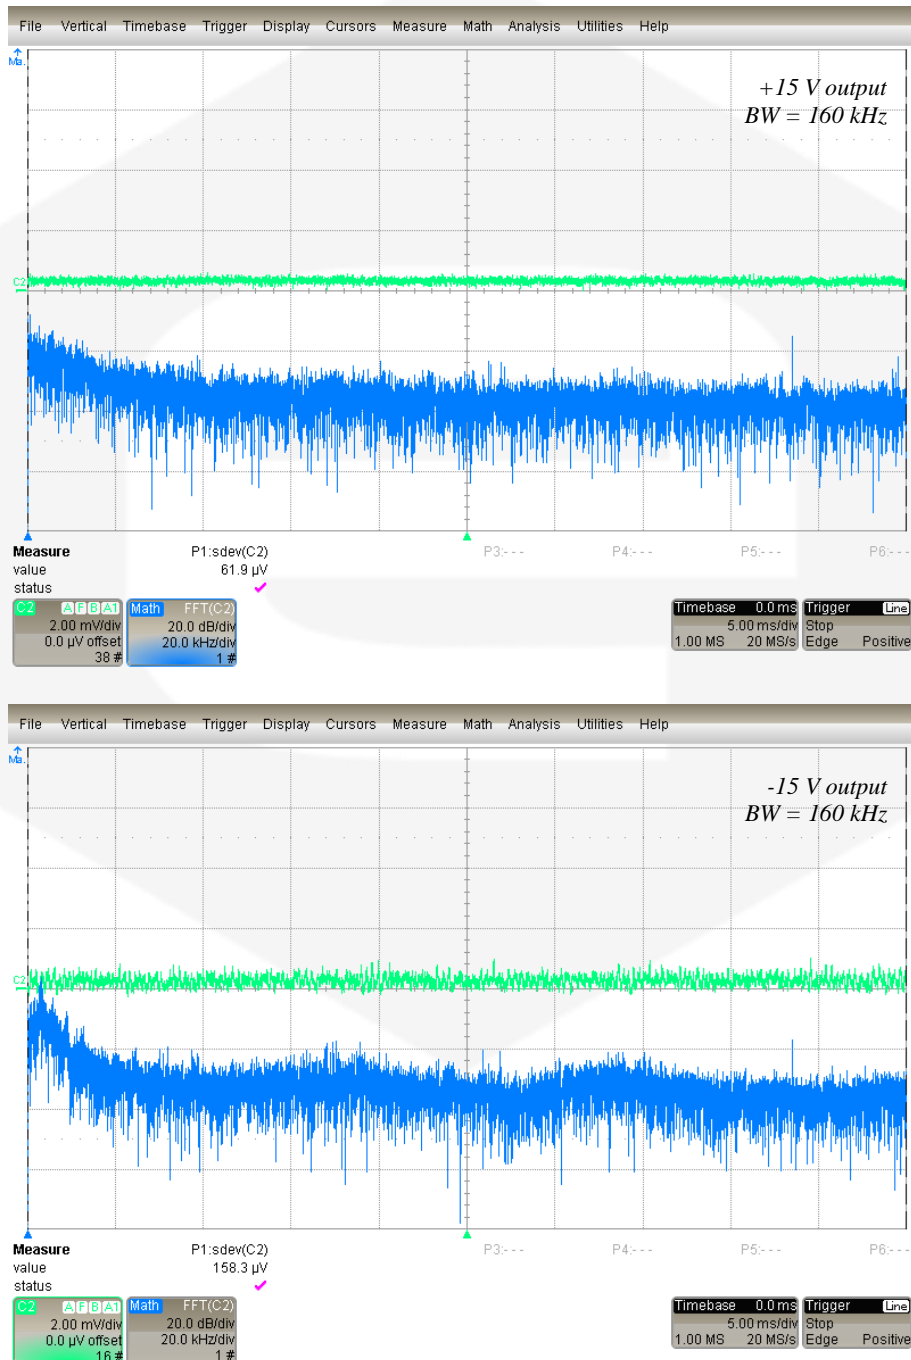 File Vertical Timebase Trigger Display Cursors Measure Math Analysis Utilities Help
Ma.
+15 V output
BW = 160 kHz
C2
Measure P1:sdev(C2) P3:- - - P4:- - - P5:- - - P6:- - -
value 61.9 µV
status
C2 A F B A1 Math FFT(C2) Timebase 0.0 ms Trigger Line
2.00 mV/div 20.0 dB/div 5.00 ms/div Stop
0.0 µV offset 20.0 kHz/div 1.00 MS 20 MS/s Edge Positive
38 # 1 #
File Vertical Timebase Trigger Display Cursors Measure Math Analysis Utilities Help
Ma.
-15 V output
BW = 160 kHz
C2
Measure P1:sdev(C2) P3:- - - P4:- - - P5:- - - P6:- - -
value 158.3 µV
status
C2 A F B A1 Math FFT(C2) Timebase 0.0 ms Trigger Line
2.00 mV/div 20.0 dB/div 5.00 ms/div Stop
0.0 µV offset 20.0 kHz/div 1.00 MS 20 MS/s Edge Positive
16 # 1 #